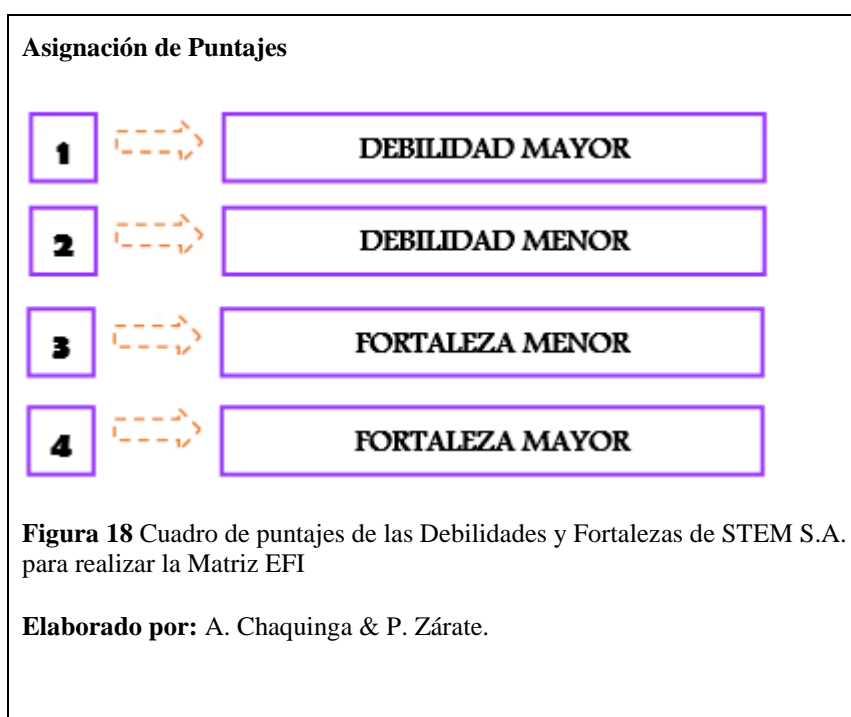 Asignación de Puntajes
1 DEBILIDAD MAYOR
2 DEBILIDAD MENOR
3 FORTALEZA MENOR
4 FORTALEZA MAYOR
Figura 18 Cuadro de puntajes de las Debilidades y Fortalezas de STEM S.A.
para realizar la Matriz EFI
Elaborado por: A. Chaquinga & P. Zárate.